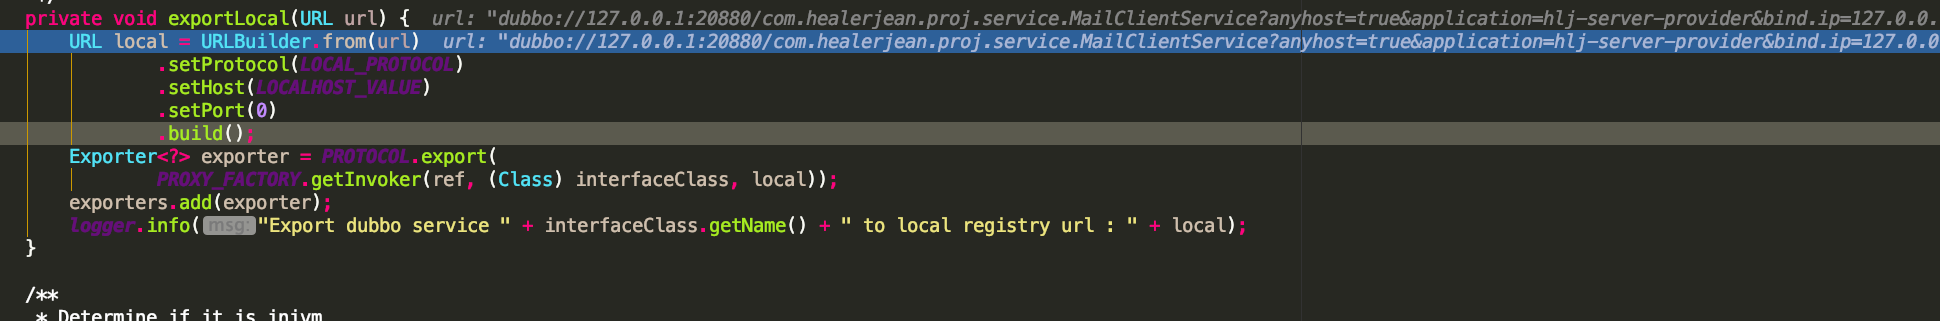 */
private void exportLocal(URL url) {  url: "dubbo://127.0.0.1:20880/com.healerjean.proj.service.MailClientService?anyhost=true&application=hlj-server-provider&bind.ip=127.0.0.
URL local = URLBuilder.from(url)  url: "dubbo://127.0.0.1:20880/com.healerjean.proj.service.MailClientService?anyhost=true&application=hlj-server-provider&bind.ip=127.0.0
.setProtocol(LOCAL_PROTOCOL)
.setHost(LOCALHOST_VALUE)
.setPort(0)
.build();
Exporter<?> exporter = PROTOCOL.export(
PROXY_FACTORY.getInvoker(ref, (Class) interfaceClass, local));
exporters.add(exporter);
logger.info( msg: "Export dubbo service " + interfaceClass.getName() + " to local registry url : " + local);
}
/**
* Determine if it is injvm